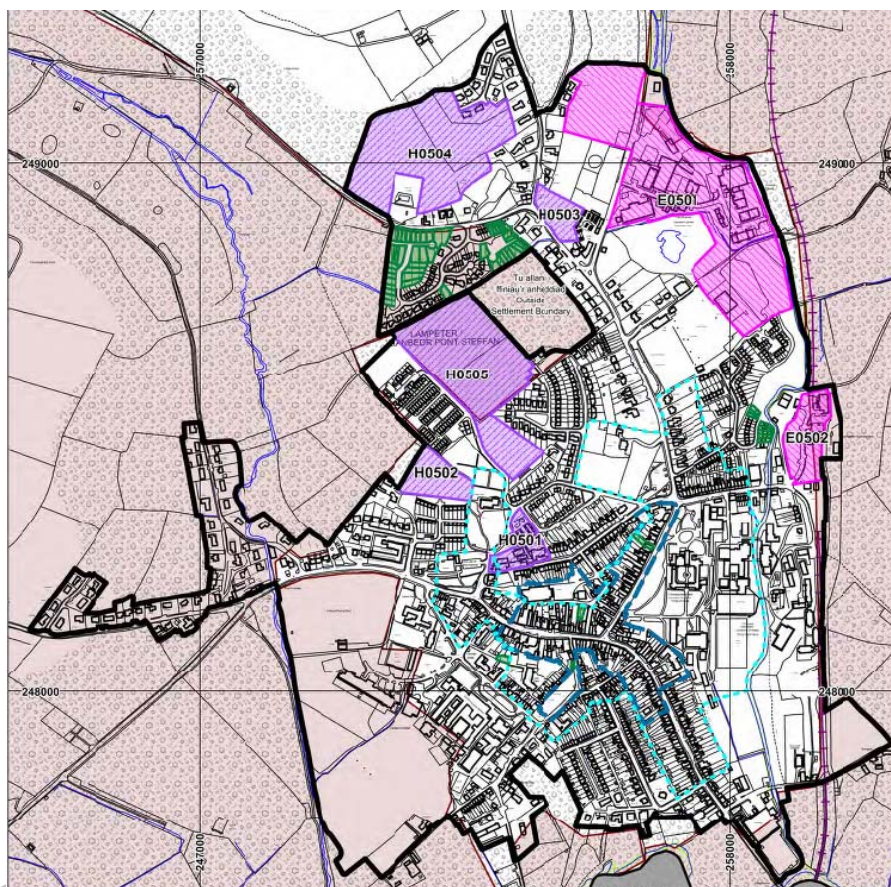 257000
258000
249000
249000
H0504
H0503
E0501
Tu allan
ffiniau'r anheddiad
Outside
Settlement Boundary
LAMPETER /
LLANBEDR PONT STEFFAN
H0505
E0502
H0502
H0501
248000
248000
247000
258000